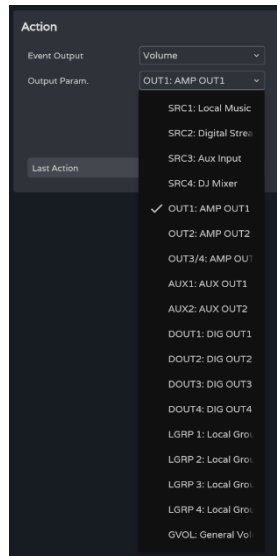 Action
Event Output
Volume
Output Param.
OUT1: AMP OUT1
SRC1: Local Music
SRC2: Digital Strea
SRC3: Aux Input
SRC4: DJ Mixer
Last Action
OUT1: AMP OUT1
OUT2: AMP OUT2
OUT3/4: AMP OUT
AUX1: AUX OUT1
AUX2: AUX OUT2
DOUT1: DIG OUT1
DOUT2: DIG OUT2
DOUT3: DIG OUT3
DOUT4: DIG OUT4
LGRP 1: Local Grou
LGRP 2: Local Grou
LGRP 3: Local Grou
LGRP 4: Local Grou
GVOL: General Volu